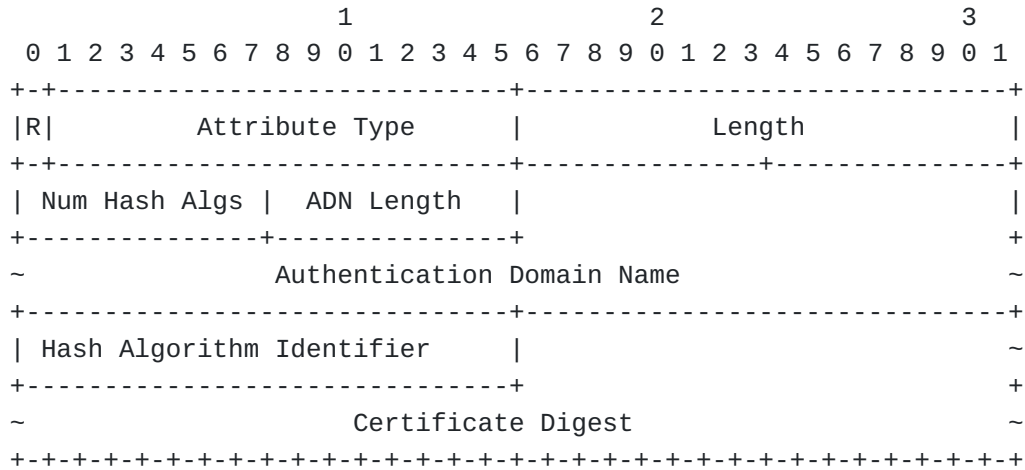 1                   2                   3
 0 1 2 3 4 5 6 7 8 9 0 1 2 3 4 5 6 7 8 9 0 1 2 3 4 5 6 7 8 9 0 1
+-+-----------------------------+-------------------------------+
|R|         Attribute Type      |            Length             |
+-+-----------------------------+---------------+---------------+
| Num Hash Algs |  ADN Length   |                               |
+---------------+---------------+                               +
~                Authentication Domain Name                     ~
+-------------------------------+-------------------------------+
| Hash Algorithm Identifier     |                               ~
+-------------------------------+                               +
~                     Certificate Digest                        ~
+-+-+-+-+-+-+-+-+-+-+-+-+-+-+-+-+-+-+-+-+-+-+-+-+-+-+-+-+-+-+-+-+